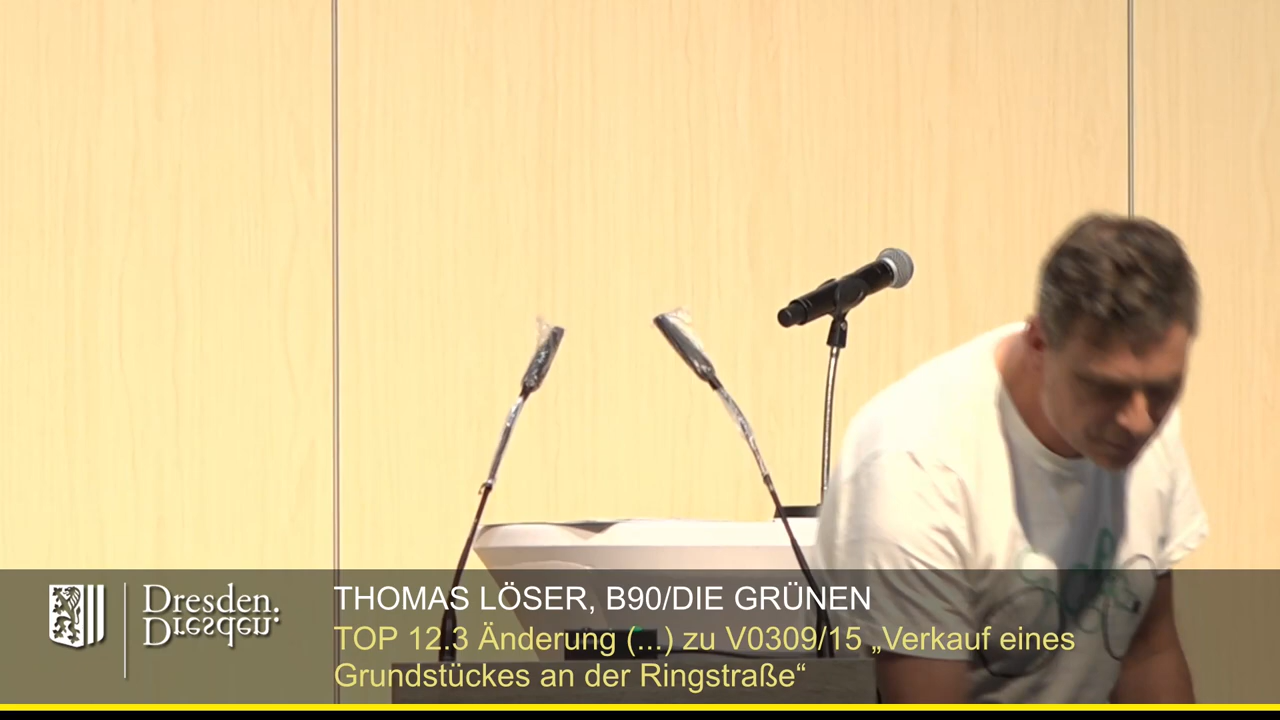 Dresden.
Dresden.
THOMAS LÖSER, B90/DIE GRÜNEN
TOP 12.3 Änderung (...) zu V0309/15 „Verkauf eines
Grundstückes an der Ringstraße“